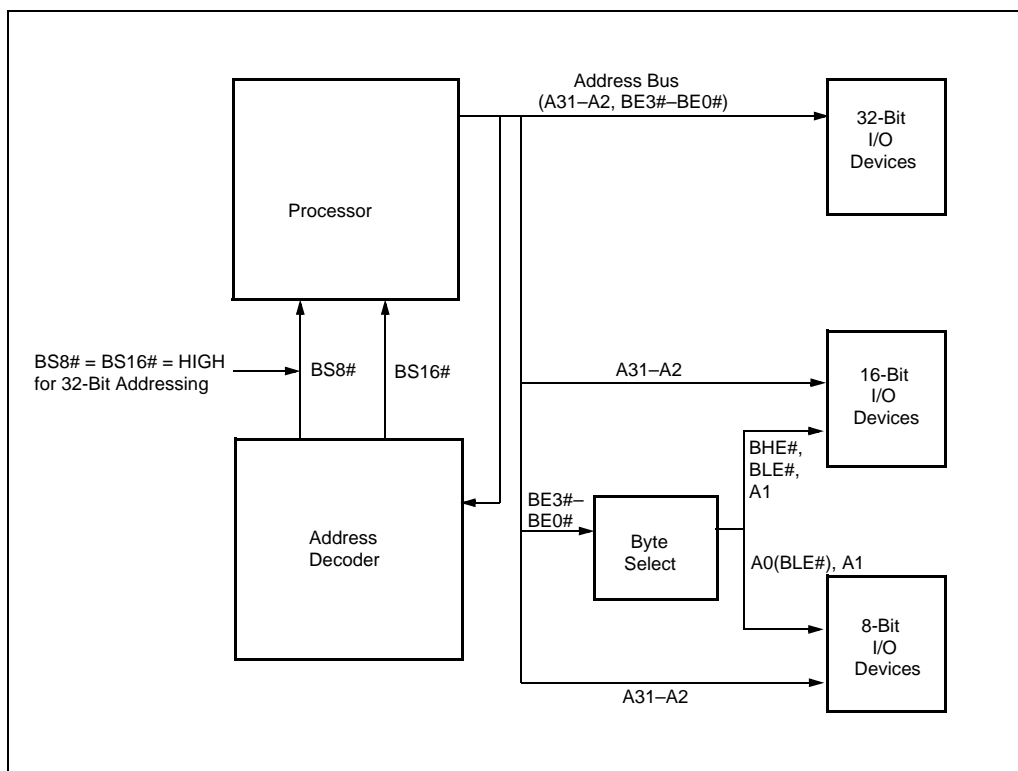 Address Bus
(A31–A2, BE3#–BE0#)
32-Bit
I/O
Devices
Processor
BS8# = BS16# = HIGH
for 32-Bit Addressing
BS8#
BS16#
A31–A2
16-Bit
I/O
Devices
BHE#,
BLE#,
A1
BE3#–
BE0#
Address
Decoder
Byte
Select
A0(BLE#), A1
8-Bit
I/O
Devices
A31–A2